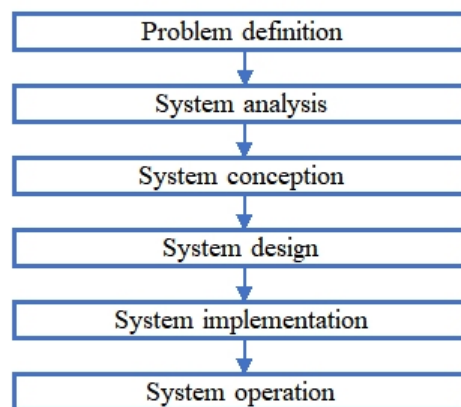 Problem definition
System analysis
System conception
System design
System implementation
System operation